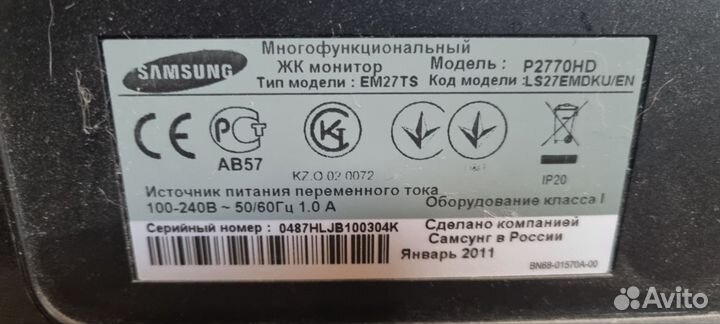 SAMSUNG
Многофункциональный
ЖК монитор
Модель : P2770HD
Тип модели : EM27TS
Код модели :LS27EMDKU/EN
CE
AB57
KZ.O.02.0072
IP20
Источник питания переменного тока
100-240В ~ 50/60Гц 1.0 А
Оборудование класса I
Серийный номер : 0487HLJB100304K
Сделано компанией
Самсунг в России
Январь 2011
BN68-01570A-00
Avito